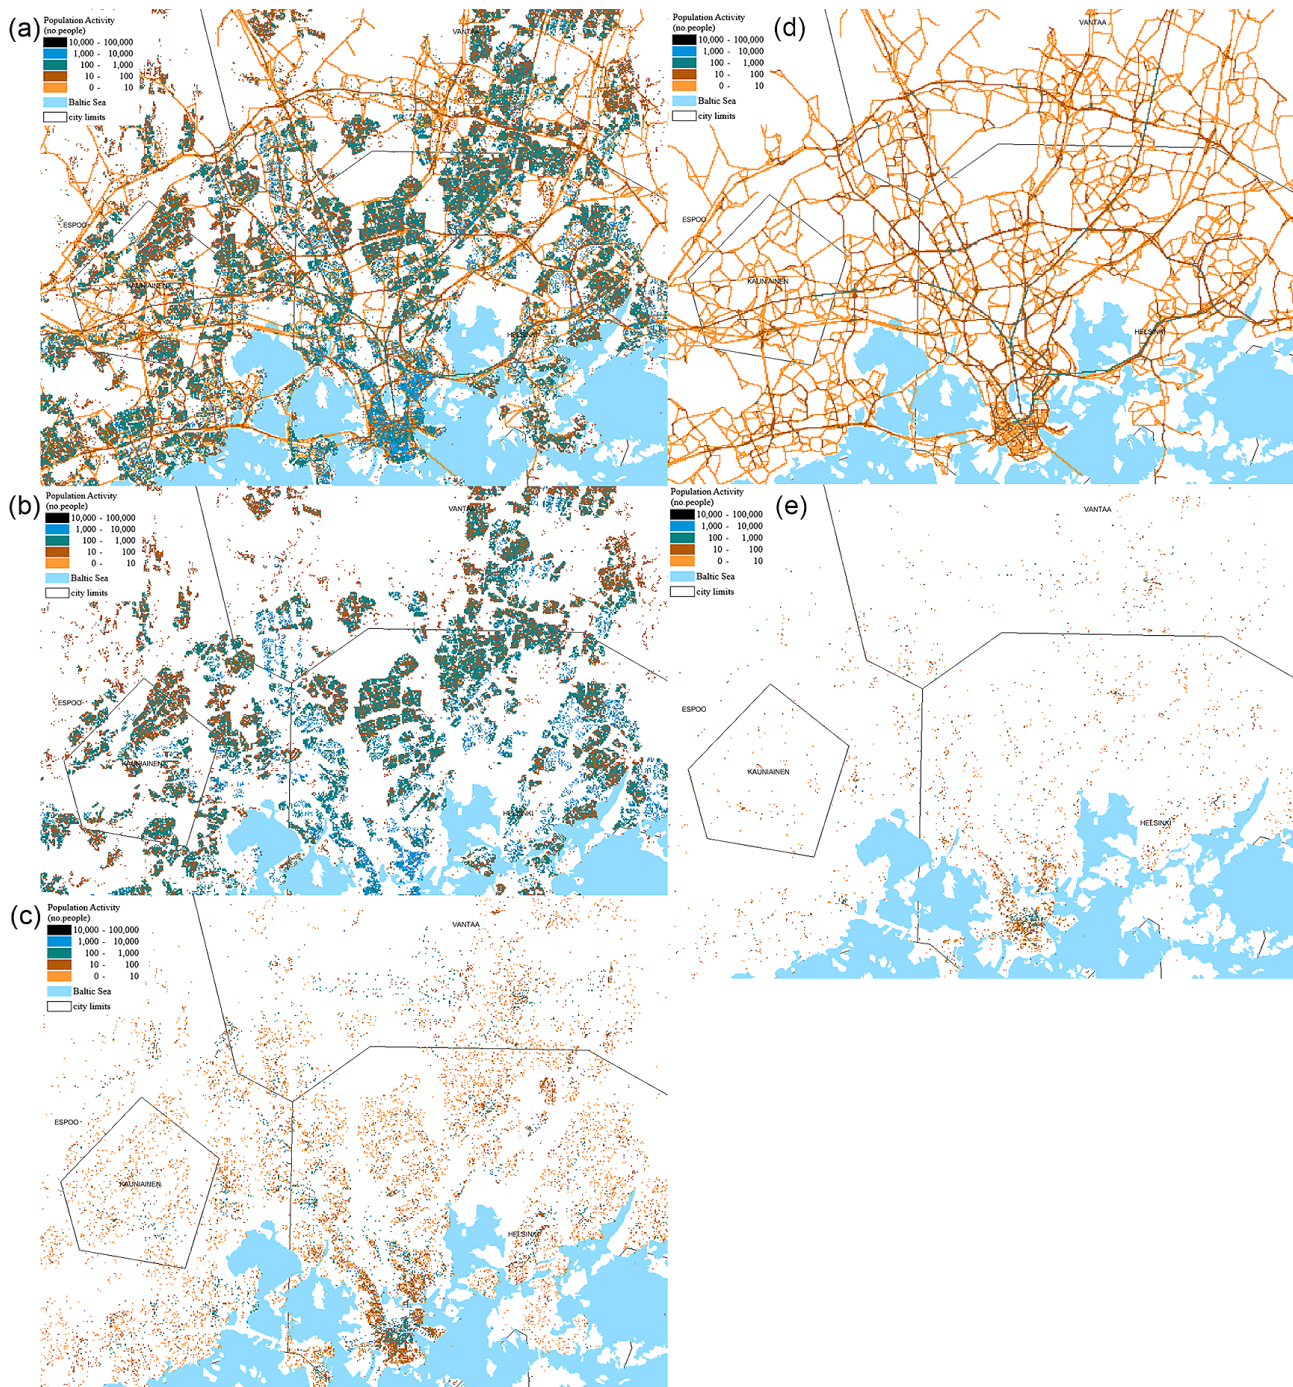 (a)
Population Activity
(no.people)
10,000 - 100,000
1,000 - 10,000
100 - 1,000
10 - 100
0 - 10
Baltic Sea
city limits
VANTAA
ESPOO
KAUNIAINEN
HELSINKI
(d)
Population Activity
(no.people)
10,000 - 100,000
1,000 - 10,000
100 - 1,000
10 - 100
0 - 10
Baltic Sea
city limits
VANTAA
ESPOO
KAUNIAINEN
HELSINKI
(b)
Population Activity
(no.people)
10,000 - 100,000
1,000 - 10,000
100 - 1,000
10 - 100
0 - 10
Baltic Sea
city limits
VANTAA
ESPOO
KAUNIAINEN
HELSINKI
(e)
Population Activity
(no.people)
10,000 - 100,000
1,000 - 10,000
100 - 1,000
10 - 100
0 - 10
Baltic Sea
city limits
VANTAA
ESPOO
KAUNIAINEN
HELSINKI
(c)
Population Activity
(no.people)
10,000 - 100,000
1,000 - 10,000
100 - 1,000
10 - 100
0 - 10
Baltic Sea
city limits
VANTAA
ESPOO
KAUNIAINEN
HELSINKI